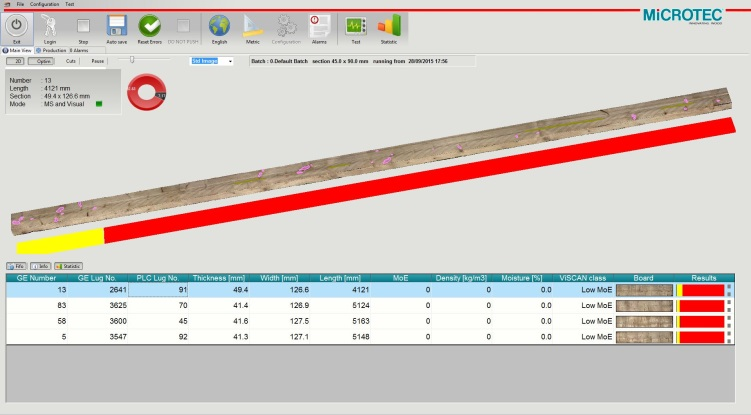 File Configuration Test
MiCROTEC
Exit Login Stop Auto save Reset Errors DO NOT PUSH English Metric Configuration Alarms Test Statistic
Main View Production 0 Alarms
2D Optive Cuts Pause Std Image Batch : 0-Default Batch section 45.0 x 90.0 mm running from 28/09/2015 17:56
Number : 13
Length : 4121 mm
Section : 49.4 x 126.6 mm
Mode : MS and Visual
Fifo Info Statistic
GE Number GE Lug No. PLC Lug No. Thickness [mm] Width [mm] Length [mm] MoE Density [kg/m3] Moisture [%] ViSCAN class Board Results
13 2641 91 49.4 126.6 4121 0 0 0.0 Low MoE
83 3625 70 41.4 126.9 5124 0 0 0.0 Low MoE
58 3600 45 41.6 127.5 5163 0 0 0.0 Low MoE
5 3547 92 41.3 127.1 5148 0 0 0.0 Low MoE